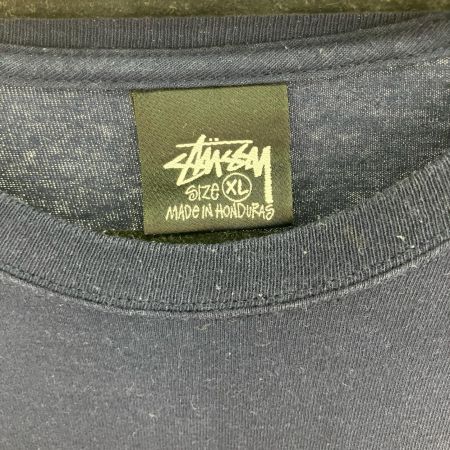 STÜSSY
SIZE XL
MADE IN HONDURAS